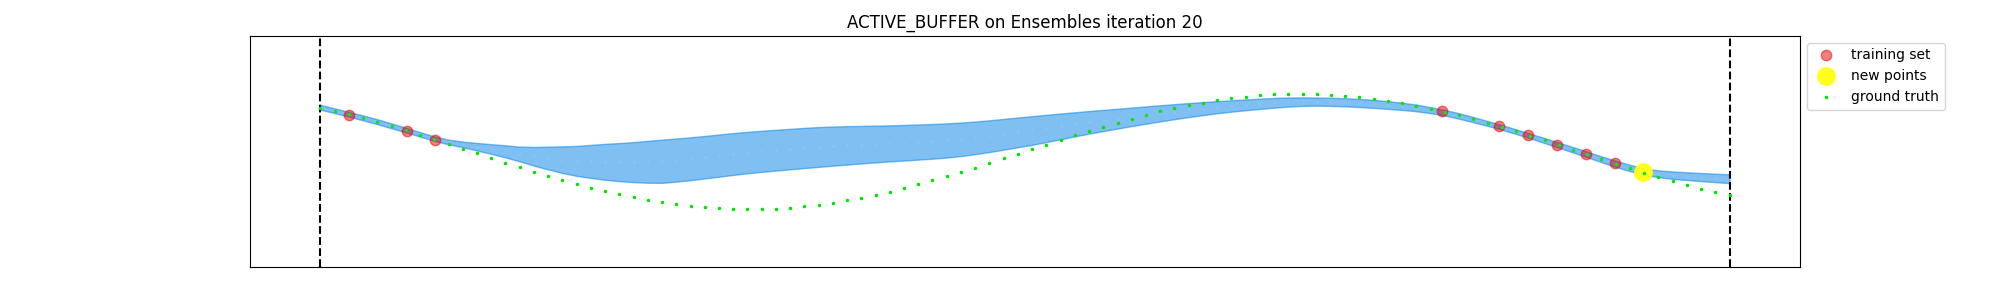 ACTIVE_BUFFER on Ensembles iteration 20
training set
new points
ground truth